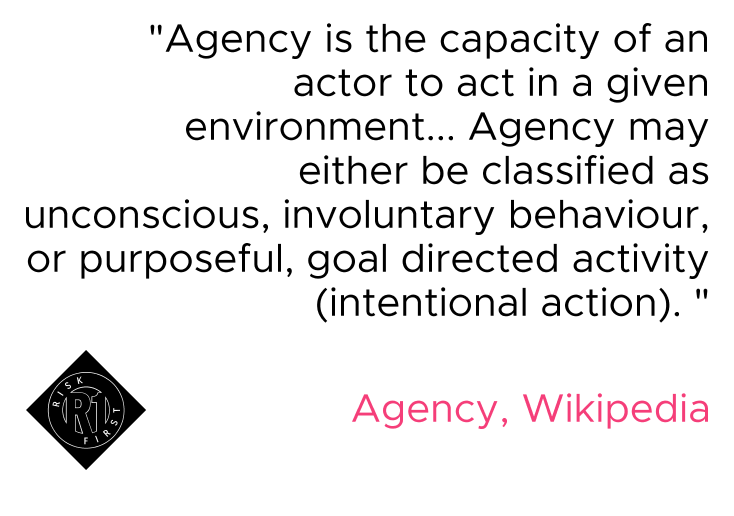 "Agency is the capacity of an
actor to act in a given
environment... Agency may
either be classified as
unconscious, involuntary behaviour,
or purposeful, goal directed activity
(intentional action). "
RISK
R1
FIRST
Agency, Wikipedia